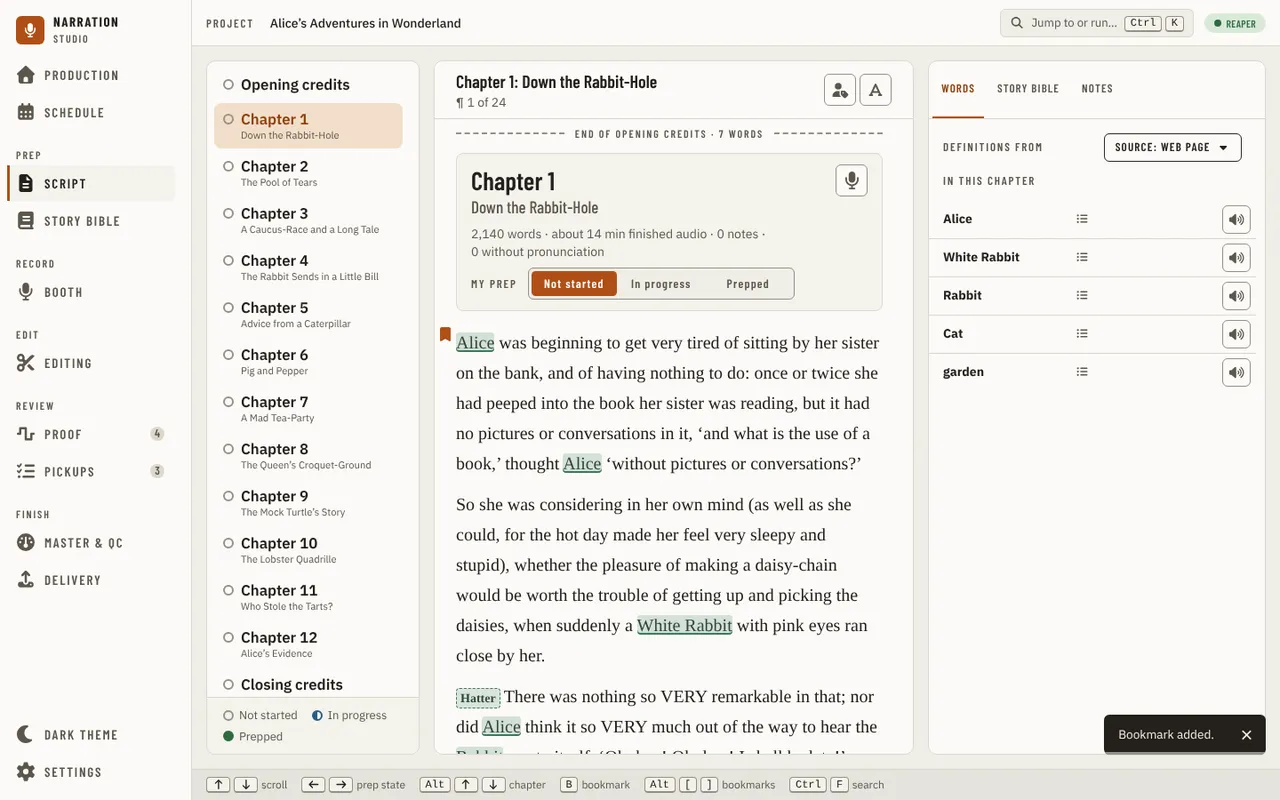 NARRATION
STUDIO
PRODUCTION
SCHEDULE
PREP
SCRIPT
STORY BIBLE
RECORD
BOOTH
EDIT
EDITING
REVIEW
PROOF 4
PICKUPS 3
FINISH
MASTER & QC
DELIVERY
DARK THEME
SETTINGS
PROJECT Alice’s Adventures in Wonderland
Jump to or run... Ctrl K
REAPER
Opening credits
Chapter 1
Down the Rabbit-Hole
Chapter 2
The Pool of Tears
Chapter 3
A Caucus-Race and a Long Tale
Chapter 4
The Rabbit Sends in a Little Bill
Chapter 5
Advice from a Caterpillar
Chapter 6
Pig and Pepper
Chapter 7
A Mad Tea-Party
Chapter 8
The Queen’s Croquet-Ground
Chapter 9
The Mock Turtle’s Story
Chapter 10
The Lobster Quadrille
Chapter 11
Who Stole the Tarts?
Chapter 12
Alice’s Evidence
Closing credits
Not started In progress
Prepped
Chapter 1: Down the Rabbit-Hole
¶ 1 of 24
A
END OF OPENING CREDITS · 7 WORDS
Chapter 1
Down the Rabbit-Hole
2,140 words · about 14 min finished audio · 0 notes ·
0 without pronunciation
MY PREP Not started In progress Prepped
Alice was beginning to get very tired of sitting by her sister
on the bank, and of having nothing to do: once or twice she
had peeped into the book her sister was reading, but it had
no pictures or conversations in it, ‘and what is the use of a
book,’ thought Alice ‘without pictures or conversations?’
So she was considering in her own mind (as well as she
could, for the hot day made her feel very sleepy and
stupid), whether the pleasure of making a daisy-chain
would be worth the trouble of getting up and picking the
daisies, when suddenly a White Rabbit with pink eyes ran
close by her.
Hatter There was nothing so VERY remarkable in that; nor
did Alice think it so VERY much out of the way to hear the
WORDS STORY BIBLE NOTES
DEFINITIONS FROM SOURCE: WEB PAGE
IN THIS CHAPTER
Alice
White Rabbit
Rabbit
Cat
garden
Bookmark added.
↑ ↓ scroll ← → prep state Alt ↑ ↓ chapter B bookmark Alt [ ] bookmarks Ctrl F search